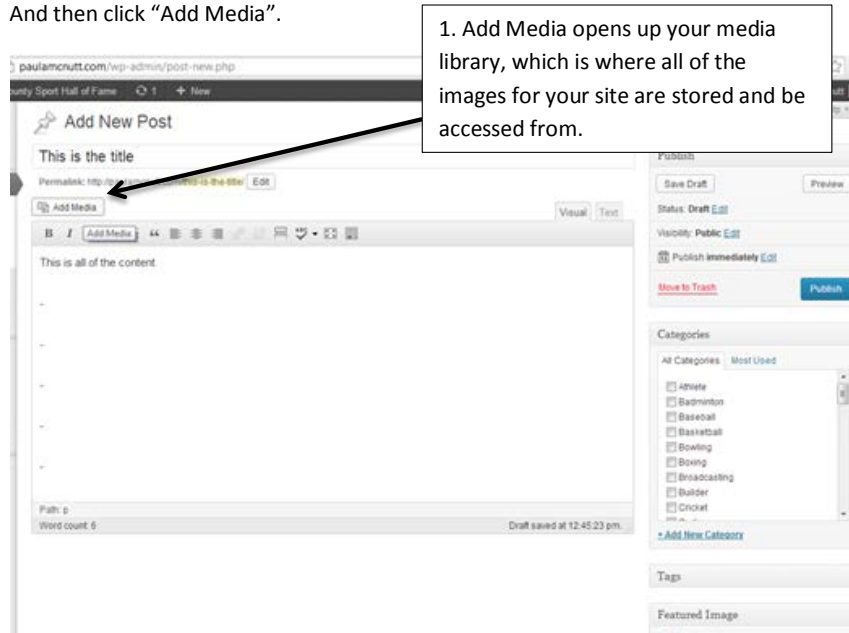 And then click “Add Media”.
1. Add Media opens up your media
library, which is where all of the
images for your site are stored and be
accessed from.
paulamcnutt.com/wp-admin/post-new.php
unty Sport Hall of Fame 1 + New
Add New Post
This is the title
Permalink: http://
this-is-the-title/ Edit
Add Media
Visual Text
B I Add Media
This is all of the content.
Path: p
Word count: 6
Draft saved at 12:45:23 pm.
Publish
Save Draft Preview
Status: Draft Edit
Visibility: Public Edit
Publish immediately Edit
Move to Trash Publish
Categories
All Categories Most Used
Athlete
Badminton
Baseball
Basketball
Bowling
Boxing
Broadcasting
Builder
Cricket
+ Add New Category
Tags
Featured Image